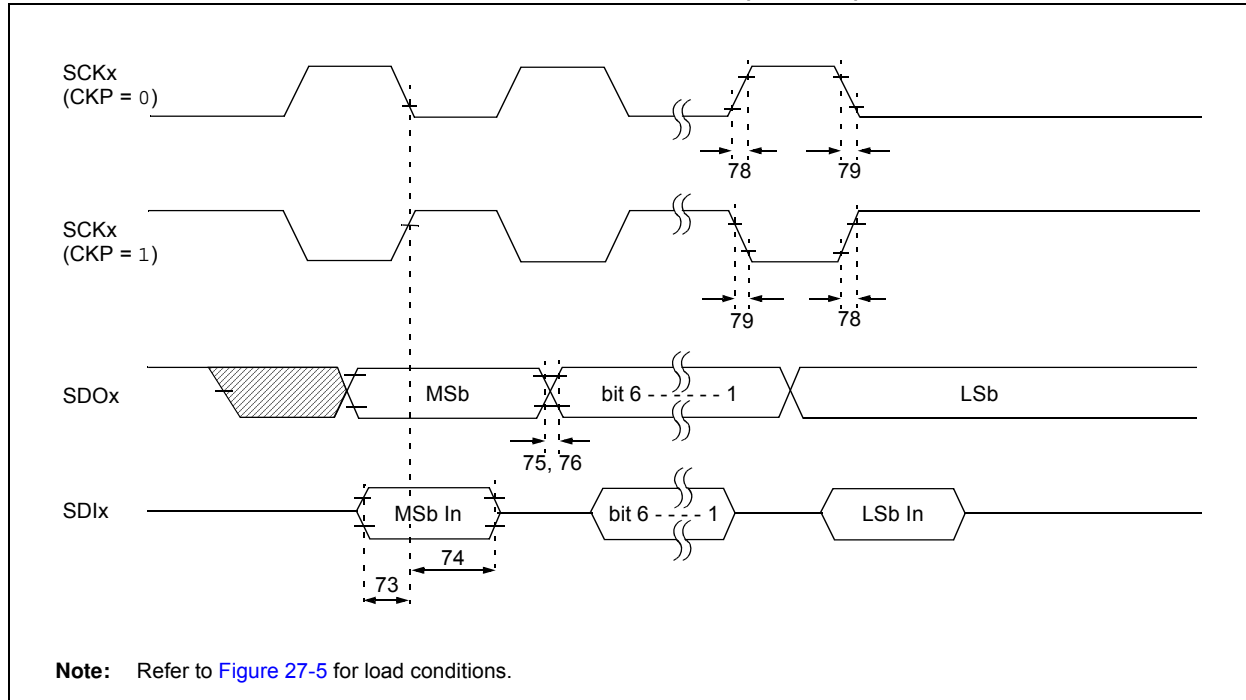 SCKx
(CKP = 0)
78
79
SCKx
(CKP = 1)
79
78
SDOx
MSb
bit 6 - - - - - - 1
LSb
75, 76
SDIx
MSb In
bit 6 - - - - - 1
LSb In
74
73
Note: Refer to Figure 27-5 for load conditions.